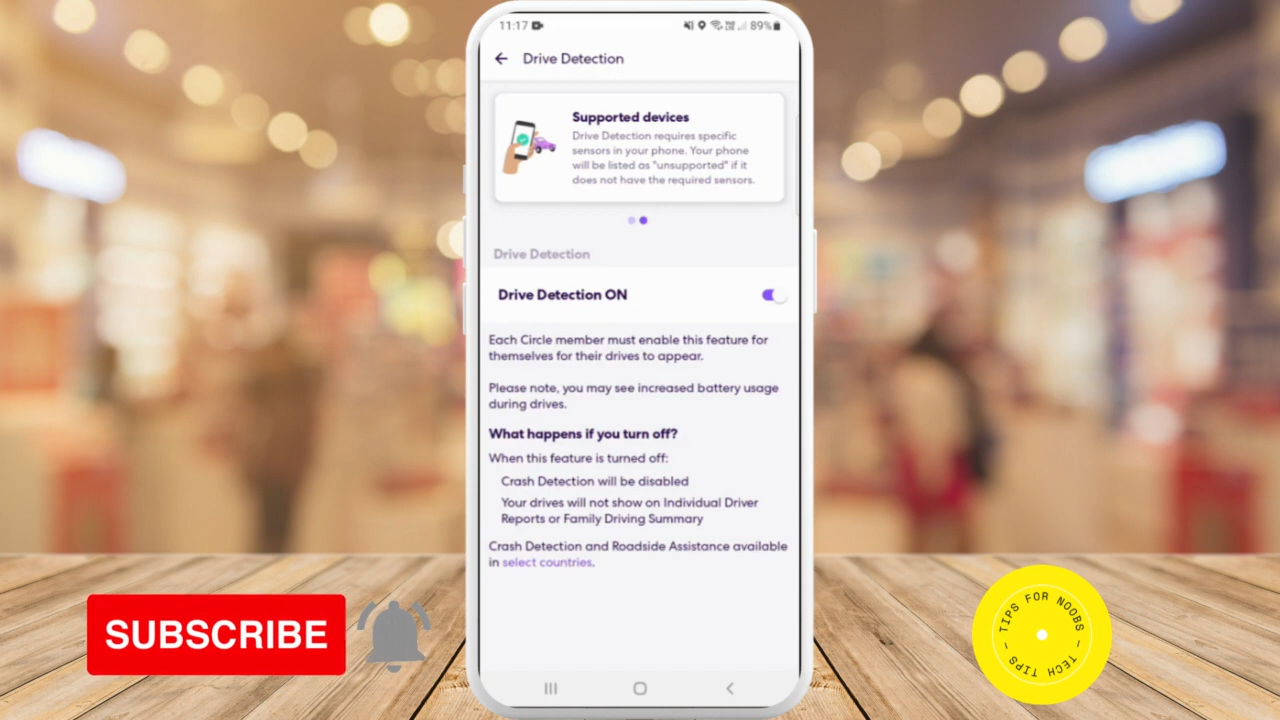 11:17
89%
Drive Detection
Supported devices
Drive Detection requires specific
sensors in your phone. Your phone
will be listed as "unsupported" if it
does not have the required sensors.
Drive Detection
Drive Detection ON
Each Circle member must enable this feature for
themselves for their drives to appear.
Please note, you may see increased battery usage
during drives.
What happens if you turn off?
When this feature is turned off:
Crash Detection will be disabled
Your drives will not show on Individual Driver
Reports or Family Driving Summary
Crash Detection and Roadside Assistance available
in select countries.
SUBSCRIBE
TIPS FOR NOOBS
— TECH TIPS —